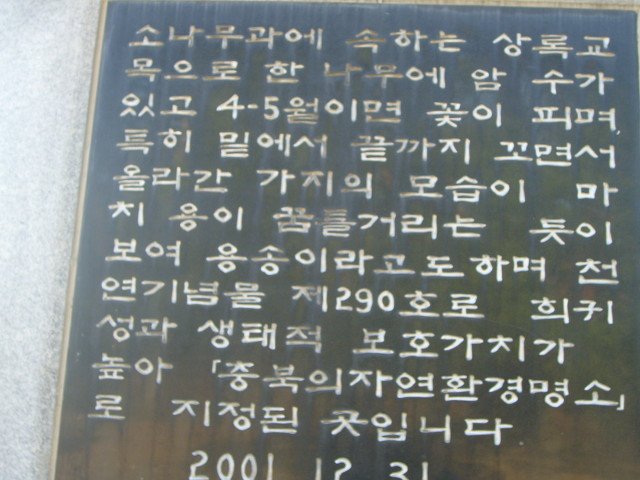 소나무과에 속하는 상록교
목으로 한 나무에 암 수가
있고 4-5월이면 꽃이 피며
특히 밑에서 끝까지 꼬면서
올라간 가지의 모습이 마
치 용이 꿈틀거리는 듯이
보여 용송이라고도 하며 천
연기념물 제290호로 희귀
성과 생태적 보호가치가
높아 「충북의자연환경명소」
로 지정된 곳입니다
2001 12 31